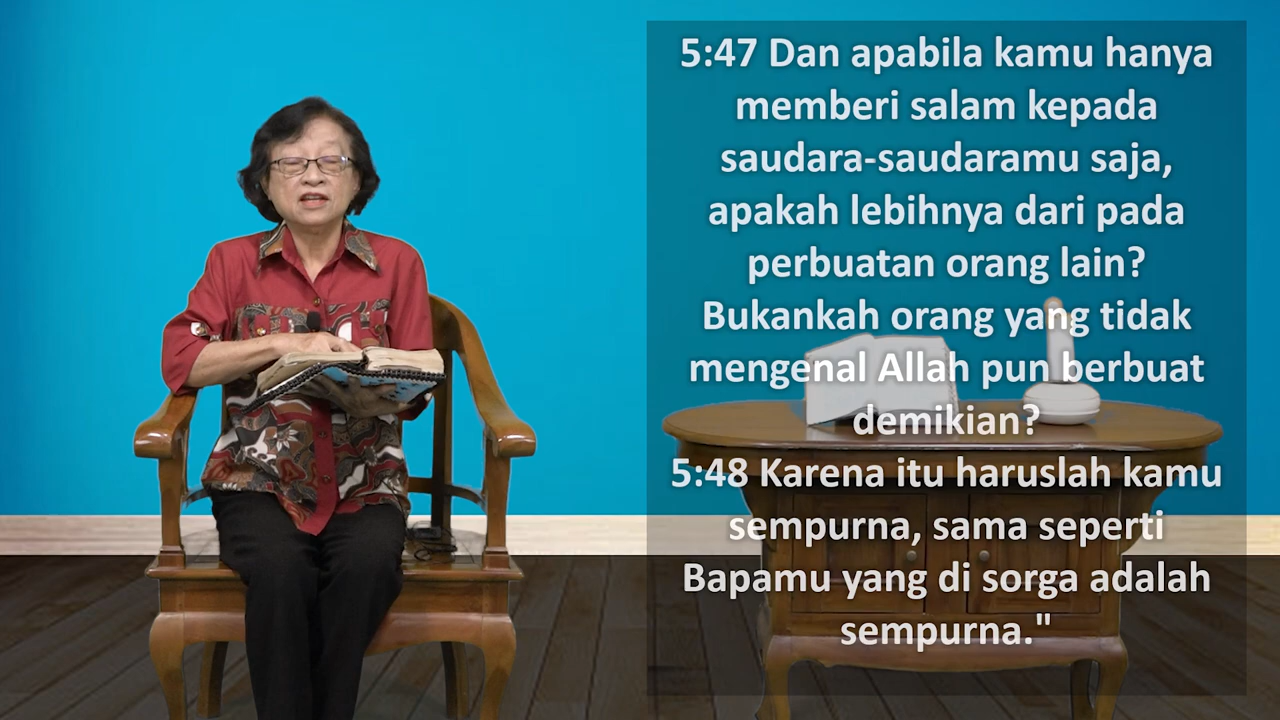 5:47 Dan apabila kamu hanya
memberi salam kepada
saudara-saudaramu saja,
apakah lebihnya dari pada
perbuatan orang lain?
Bukankah orang yang tidak
mengenal Allah pun berbuat
demikian?
5:48 Karena itu haruslah kamu
sempurna, sama seperti
Bapamu yang di sorga adalah
sempurna."